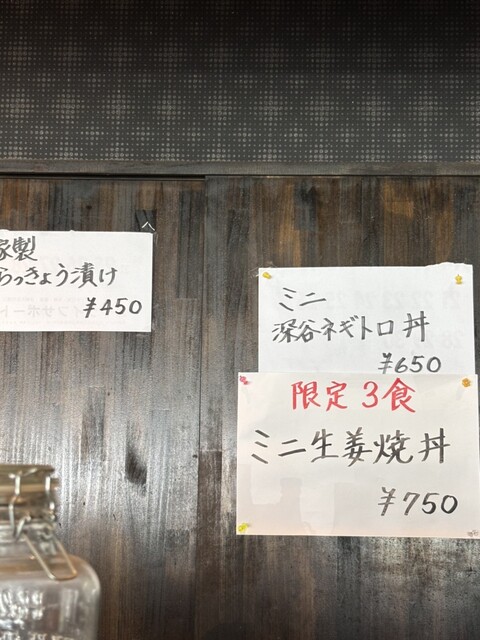 家製
らっきょう漬け
¥450
ミニ
深谷ネギトロ丼
¥650
限定3食
ミニ生姜焼丼
¥750